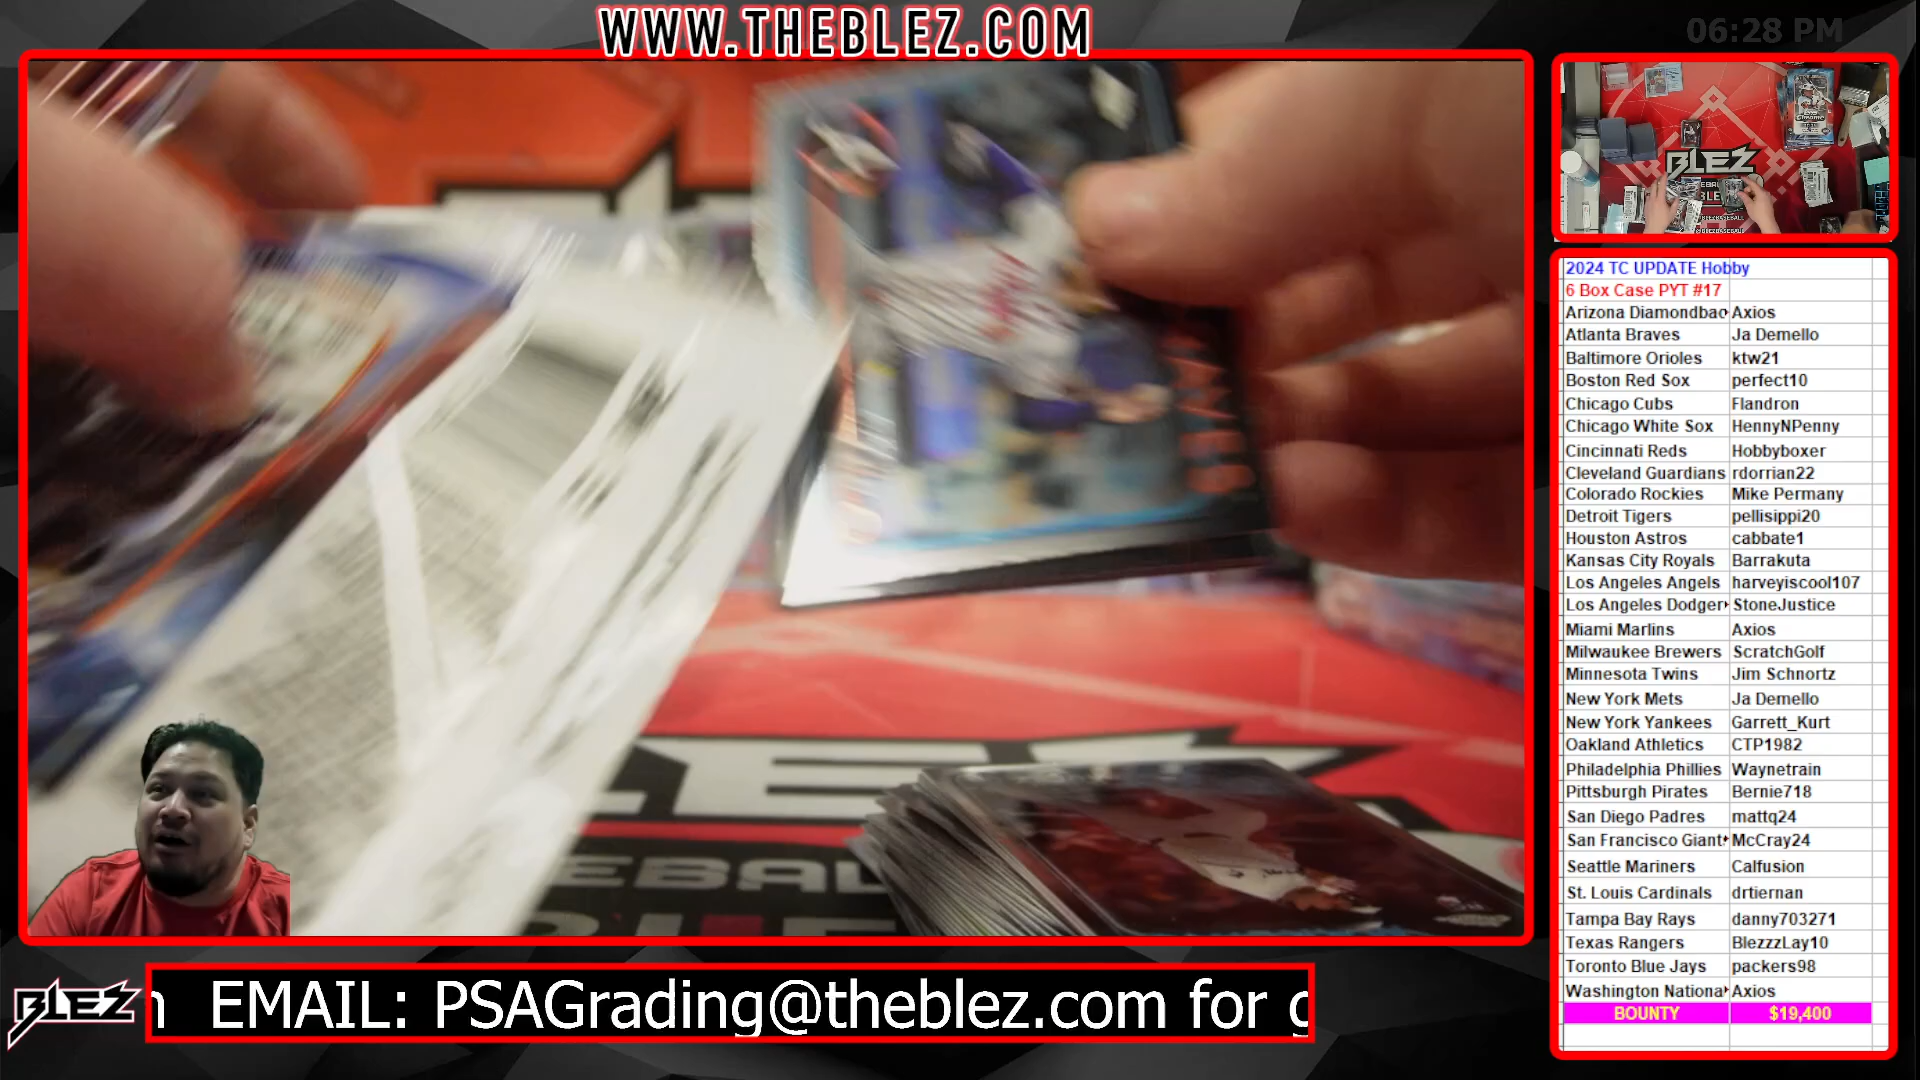 WWW.THEBLEZ.COM
06:28 PM
BLEZ
2024 TC UPDATE Hobby
6 Box Case PYT #17
Arizona Diamondbac Axios
Atlanta Braves Ja Demello
Baltimore Orioles ktw21
Boston Red Sox perfect10
Chicago Cubs Flandron
Chicago White Sox HennyNPenny
Cincinnati Reds Hobbyboxer
Cleveland Guardians rdorrian22
Colorado Rockies Mike Permany
Detroit Tigers pellisippi20
Houston Astros cabbate1
Kansas City Royals Barrakuta
Los Angeles Angels harveyiscool107
Los Angeles Dodger StoneJustice
Miami Marlins Axios
Milwaukee Brewers ScratchGolf
Minnesota Twins Jim Schnortz
New York Mets Ja Demello
New York Yankees Garrett_Kurt
Oakland Athletics CTP1982
Philadelphia Phillies Waynetrain
Pittsburgh Pirates Bernie718
San Diego Padres mattq24
San Francisco Giant McCray24
Seattle Mariners Calfusion
St. Louis Cardinals drtiernan
Tampa Bay Rays danny703271
Texas Rangers BlezzzLay10
Toronto Blue Jays packers98
Washington Nationa Axios
BOUNTY $19,400
BLEZ
EMAIL: PSAGrading@theblez.com for